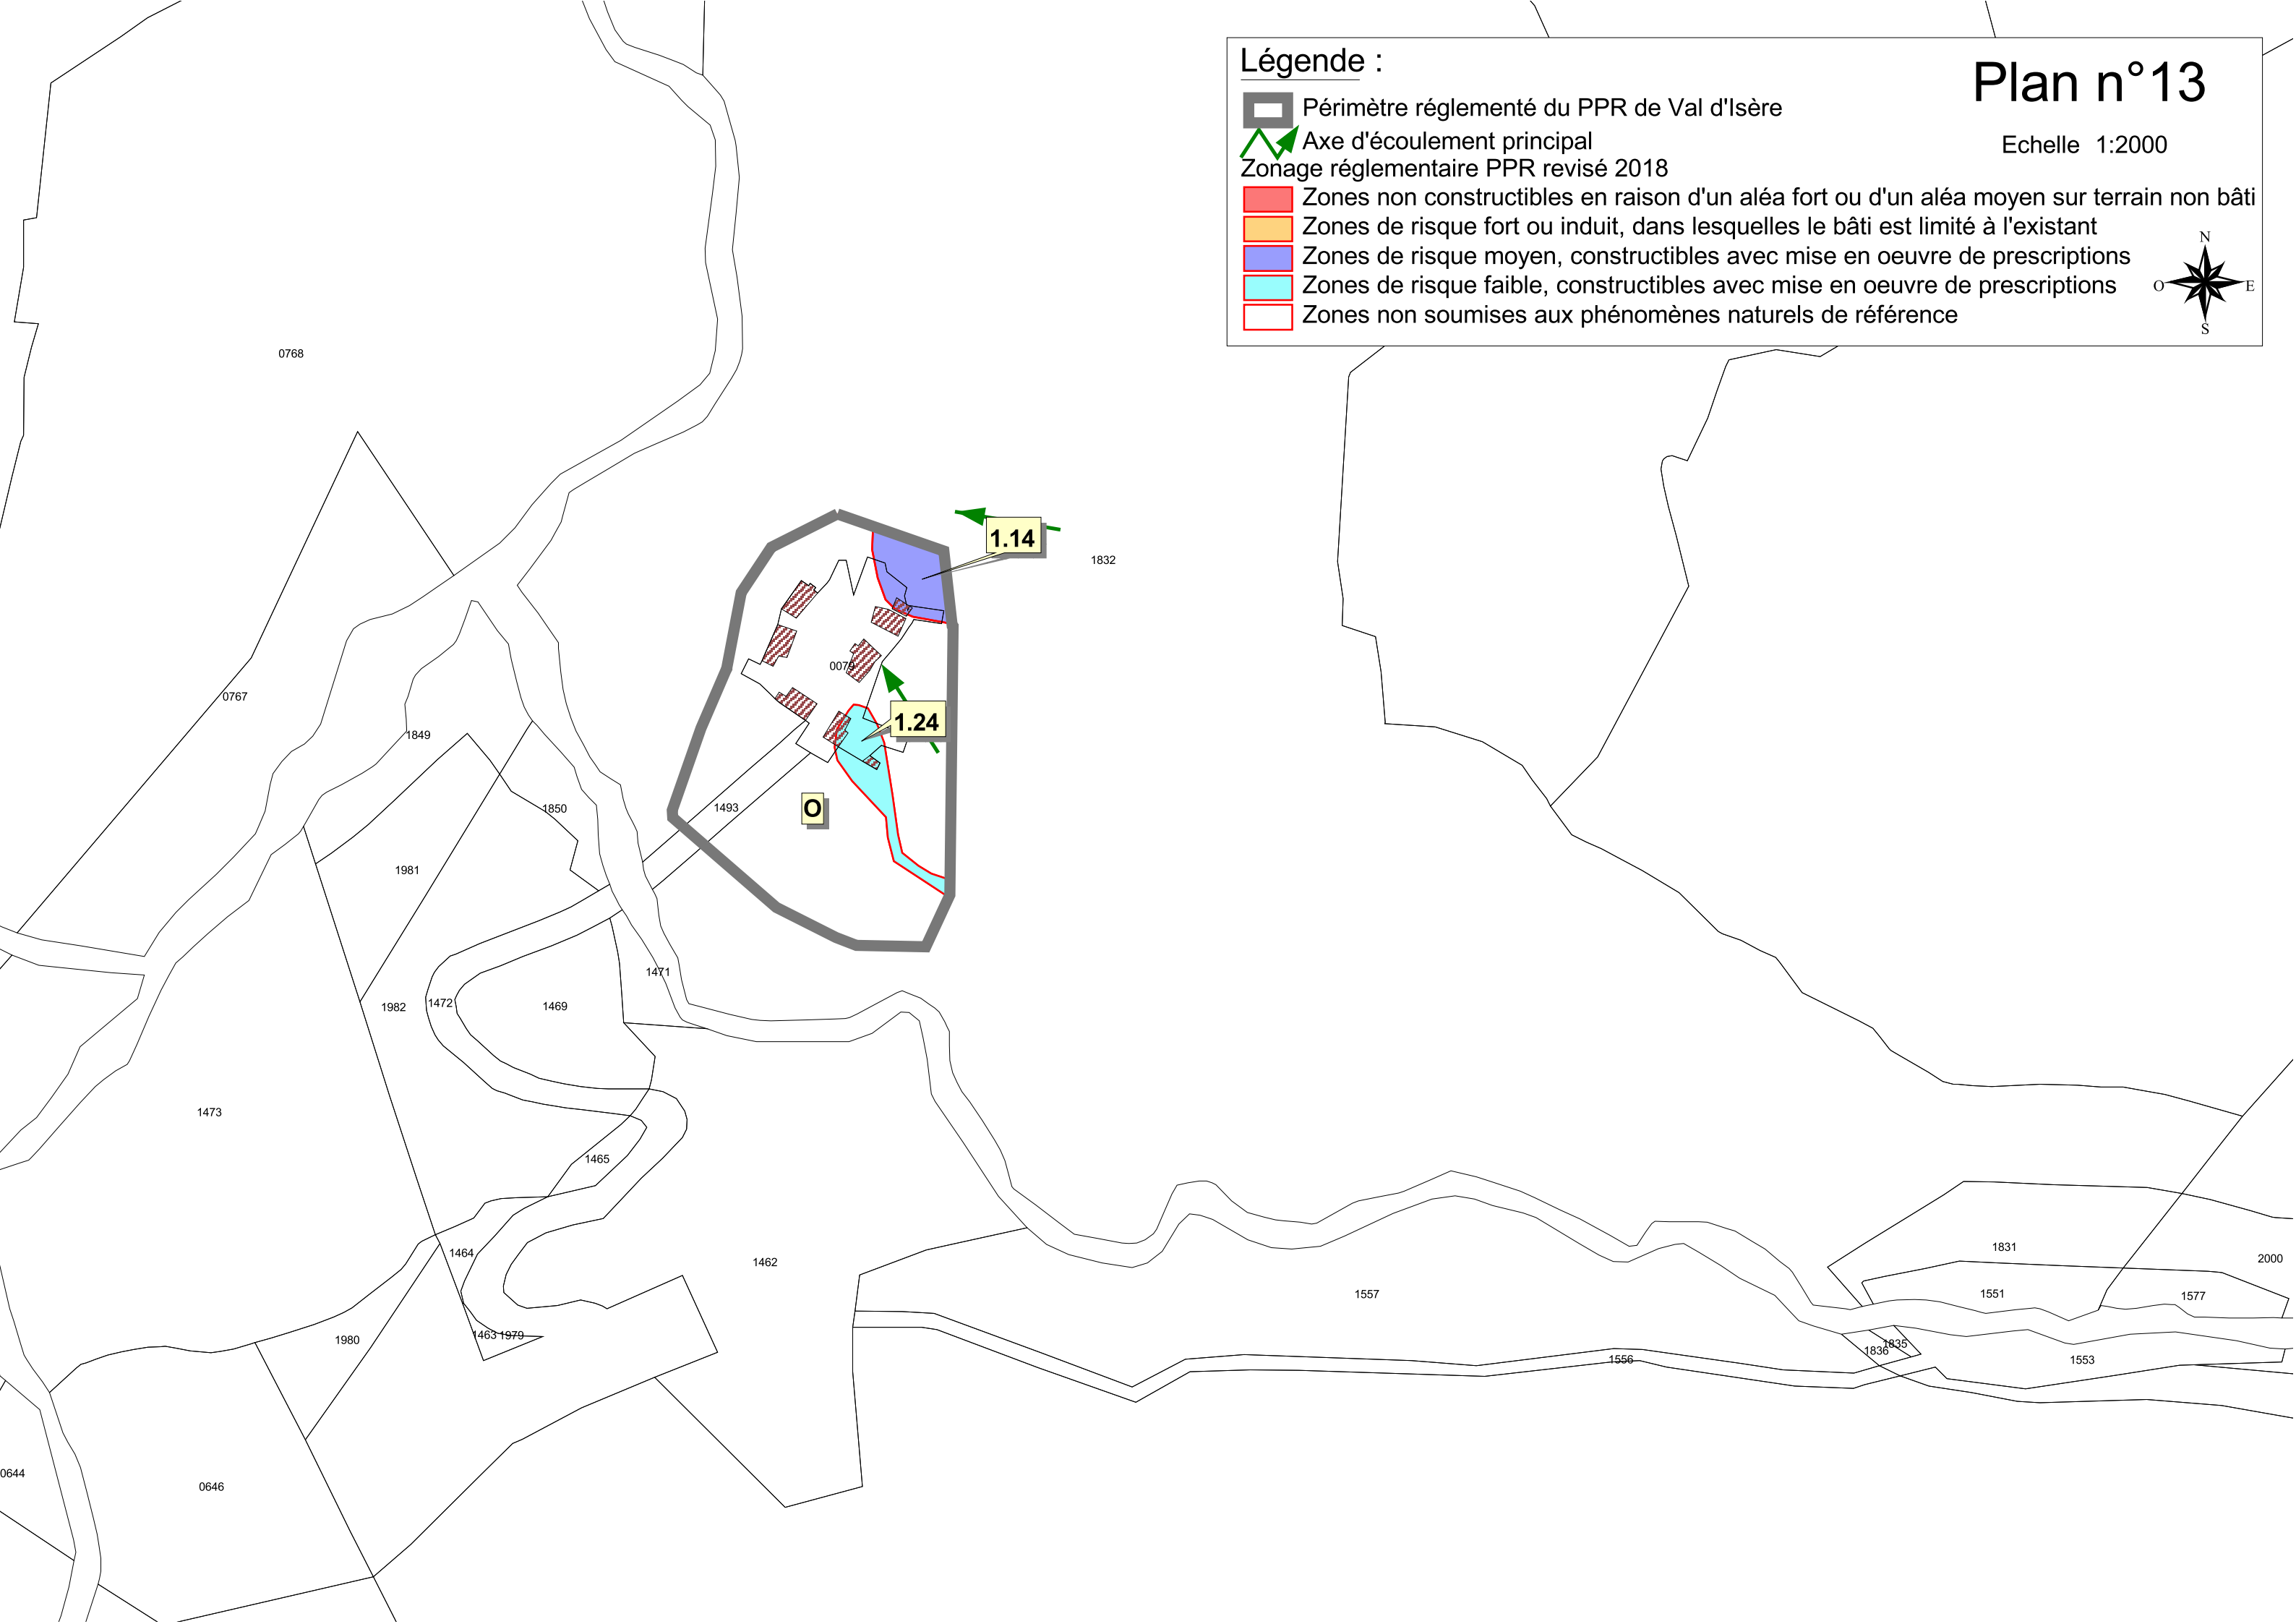 Légende :
Plan n°13
Périmètre réglementé du PPR de Val d'Isère
Axe d'écoulement principal
Echelle 1:2000
Zonage réglementaire PPR revisé 2018
Zones non constructibles en raison d'un aléa fort ou d'un aléa moyen sur terrain non bâti
Zones de risque fort ou induit, dans lesquelles le bâti est limité à l'existant
Zones de risque moyen, constructibles avec mise en oeuvre de prescriptions
Zones de risque faible, constructibles avec mise en oeuvre de prescriptions
Zones non soumises aux phénomènes naturels de référence
N
O
E
S
0768
1.14
1832
0079
0767
1.24
1849
1493
O
1850
1981
1471
1982
1472
1469
1473
1465
1464
1462
1831
2000
1557
1551
1577
1463
1979
1980
1835
1836
1556
1553
0644
0646